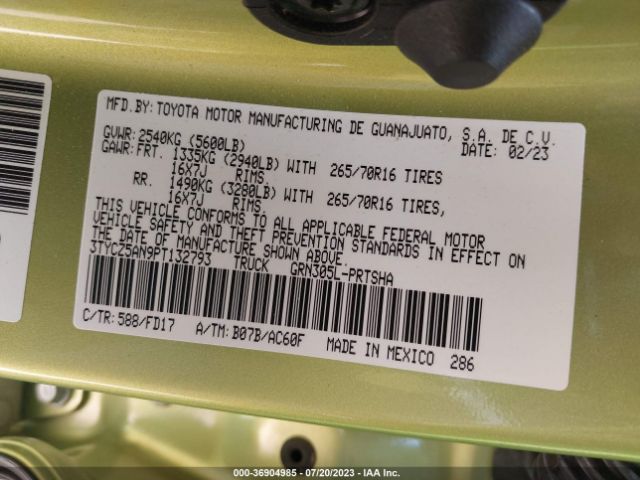 MFD.BY: TOYOTA MOTOR MANUFACTURING DE GUANAJUATO, S.A. DE C.V.
GVWR: 2540KG (5600LB) DATE: 02/23
GAWR: FRT. 1335KG (2940LB) WITH 265/70R16 TIRES
16X7J RIMS.
RR. 1490KG (3280LB) WITH 265/70R16 TIRES,
16X7J RIMS.
THIS VEHICLE CONFORMS TO ALL APPLICABLE FEDERAL MOTOR
VEHICLE SAFETY AND THEFT PREVENTION STANDARDS IN EFFECT ON
THE DATE OF MANUFACTURE SHOWN ABOVE.
3TYCZ5AN9PT132793 TRUCK GRN305L-PRTSHA
C/TR: 588/FD17 A/TM: B07B/AC60F MADE IN MEXICO 286
000-36904985 - 07/20/2023 - IAA Inc.